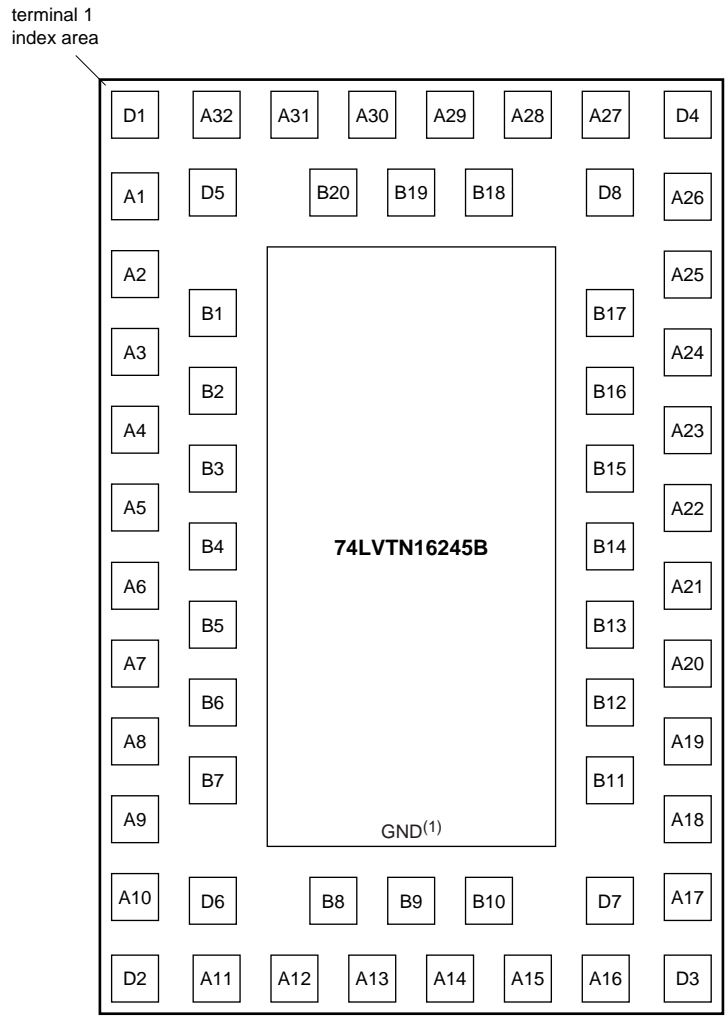 terminal 1
index area
D1 A32 A31 A30 A29 A28 A27 D4
A1 D5 B20 B19 B18 D8 A26
A2 A25
B1 B17
A3 A24
B2 B16
A4 A23
B3 B15
A5 A22
B4 74LVTN16245B B14
A6 A21
B5 B13
A7 A20
B6 B12
A8 A19
B7 B11
A9 A18
GND(1)
A10 D6 B8 B9 B10 D7 A17
D2 A11 A12 A13 A14 A15 A16 D3